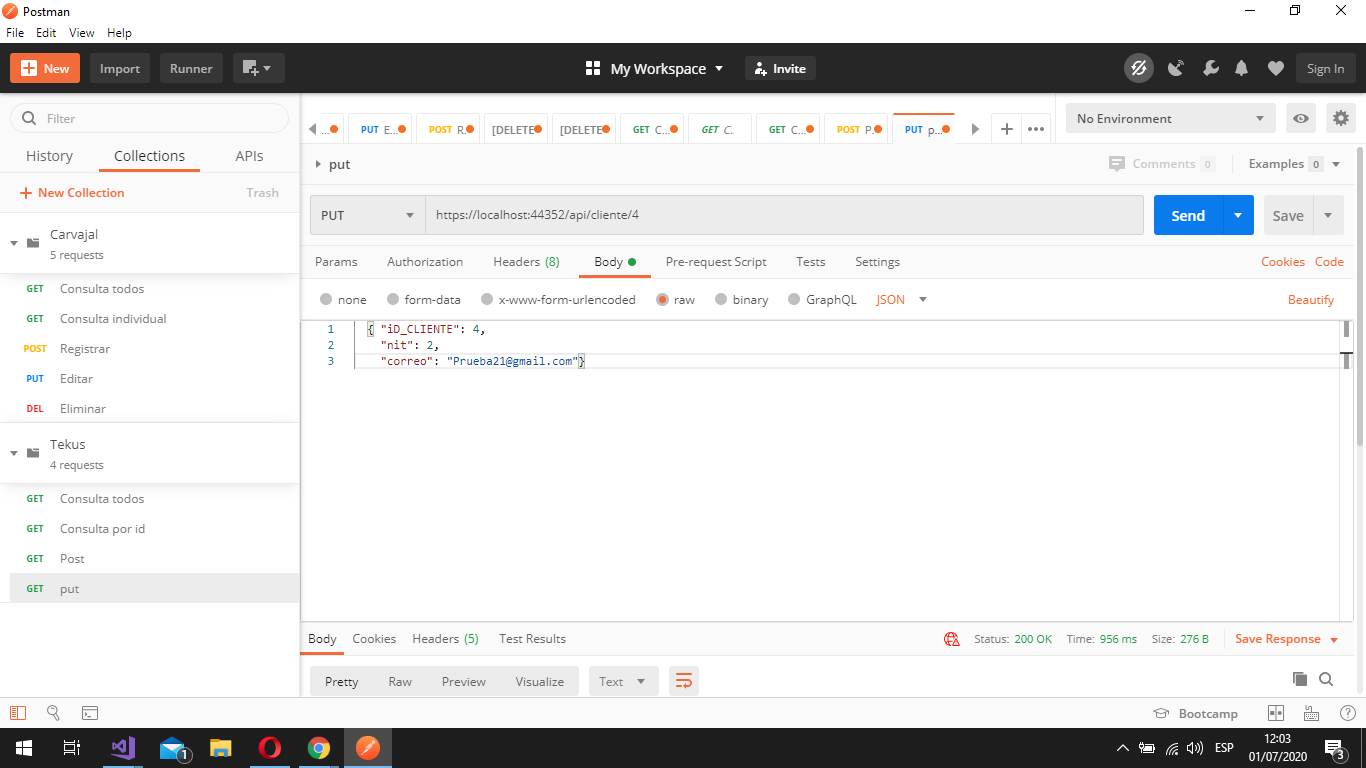 Postman
File Edit View Help
New Import Runner My Workspace Invite Sign In
Filter
History Collections APIs
New Collection Trash
Carvajal
5 requests
GET Consulta todos
GET Consulta individual
POST Registrar
PUT Editar
DEL Eliminar
Tekus
4 requests
GET Consulta todos
GET Consulta por id
GET Post
GET put
... PUT E... POST R... [DELETE] [DELETE] GET C... GET C. GET C... POST P... PUT p... No Environment
put Comments 0 Examples 0
PUT https://localhost:44352/api/cliente/4 Send Save
Params Authorization Headers (8) Body Pre-request Script Tests Settings Cookies Code
none form-data x-www-form-urlencoded raw binary GraphQL JSON Beautify
1 { "iD_CLIENTE": 4,
2 "nit": 2,
3 "correo": "Prueba21@gmail.com"}
Body Cookies Headers (5) Test Results Status: 200 OK Time: 956 ms Size: 276 B Save Response
Pretty Raw Preview Visualize Text
Bootcamp
1 ESP 12:03
01/07/2020 3